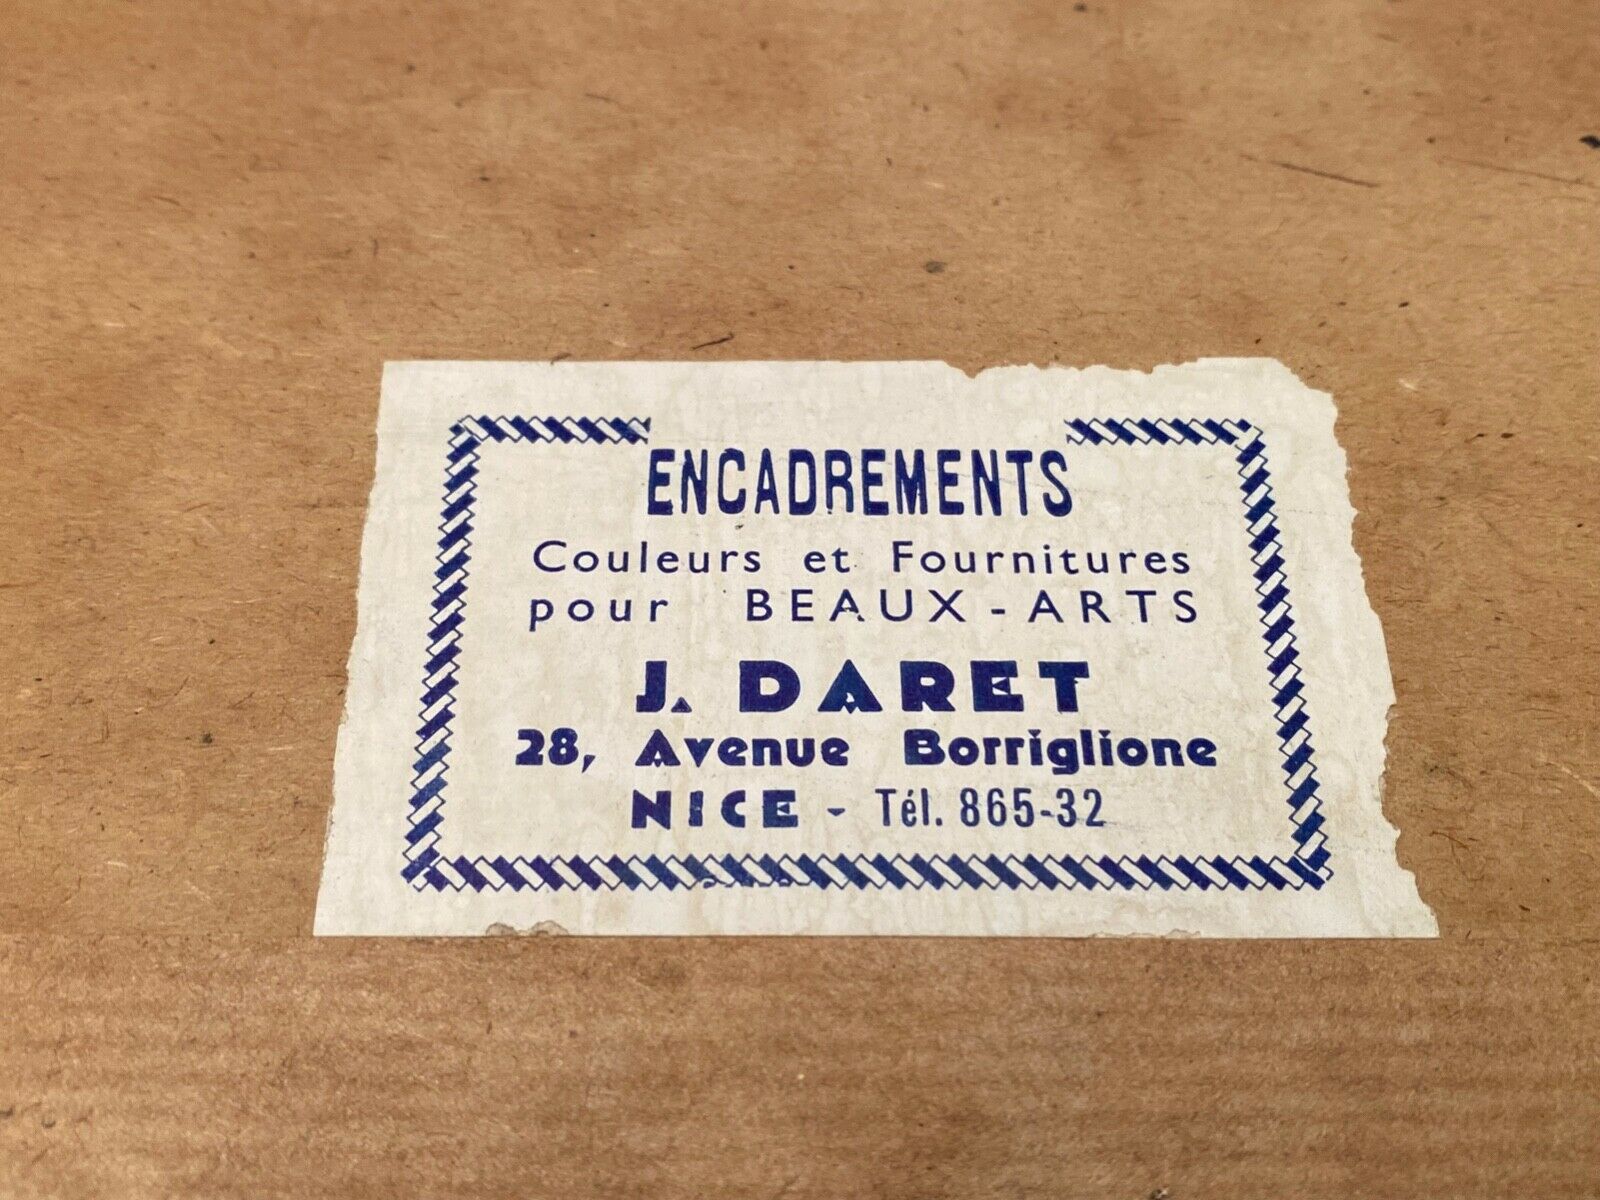 ENCADREMENTS
Couleurs et Fournitures
pour BEAUX-ARTS
J. DARET
28, Avenue Borriglione
NICE - Tél. 865-32